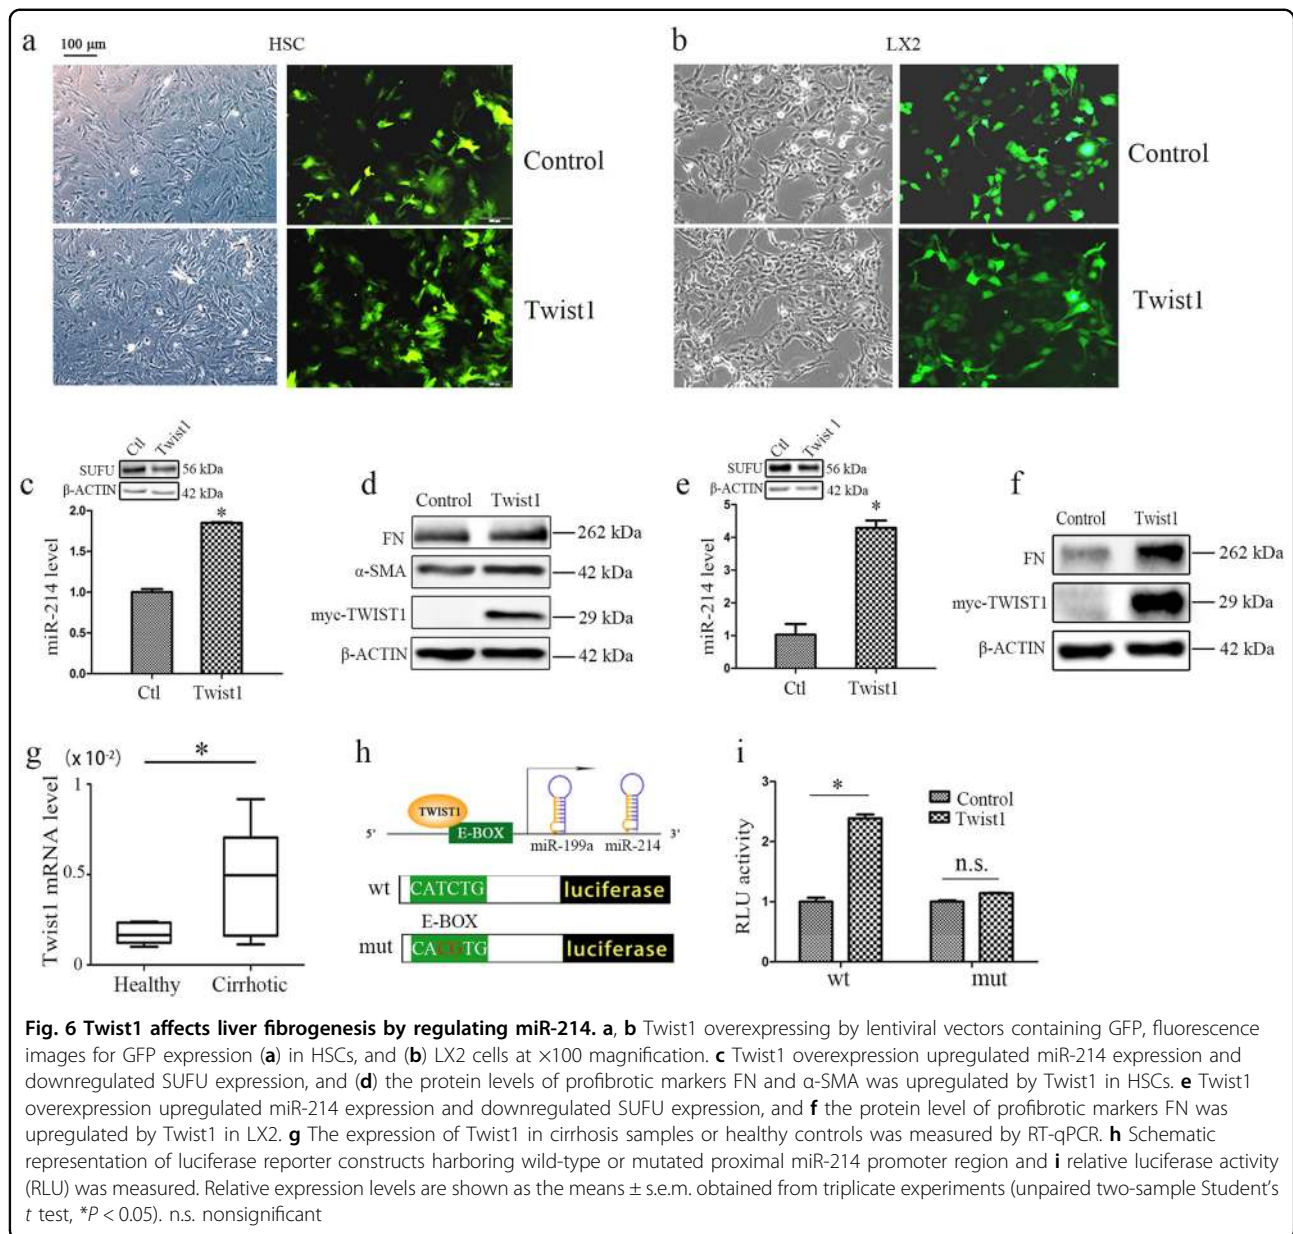 a
100 µm
HSC
Control
Twist1
b
LX2
Control
Twist1
c
Ctl Twist1
SUFU 56 kDa
β-ACTIN 42 kDa
miR-214 level
2.0
1.5
1.0
0.5
0.0
*
Ctl Twist1
d
Control Twist1
FN 262 kDa
α-SMA 42 kDa
myc-TWIST1 29 kDa
β-ACTIN 42 kDa
e
Ctl Twist 1
SUFU 56 kDa
β-ACTIN 42 kDa
miR-214 level
5
4
3
2
1
0
*
Ctl Twist1
f
Control Twist1
FN 262 kDa
myc-TWIST1 29 kDa
β-ACTIN 42 kDa
g
(x 10-2)
*
Twist1 mRNA level
1
0.5
0
Healthy Cirrhotic
h
TWIST1
5' E-BOX 3'
miR-199a miR-214
wt CATCTG luciferase
E-BOX
mut CACGTG luciferase
i
RLU activity
3
2
1
0
*
n.s.
Control
Twist1
wt mut
Fig. 6 Twist1 affects liver fibrogenesis by regulating miR-214. a, b Twist1 overexpressing by lentiviral vectors containing GFP, fluorescence
images for GFP expression (a) in HSCs, and (b) LX2 cells at ×100 magnification. c Twist1 overexpression upregulated miR-214 expression and
downregulated SUFU expression, and (d) the protein levels of profibrotic markers FN and α-SMA was upregulated by Twist1 in HSCs. e Twist1
overexpression upregulated miR-214 expression and downregulated SUFU expression, and f the protein level of profibrotic markers FN was
upregulated by Twist1 in LX2. g The expression of Twist1 in cirrhosis samples or healthy controls was measured by RT-qPCR. h Schematic
representation of luciferase reporter constructs harboring wild-type or mutated proximal miR-214 promoter region and i relative luciferase activity
(RLU) was measured. Relative expression levels are shown as the means ± s.e.m. obtained from triplicate experiments (unpaired two-sample Student's
t test, *P < 0.05). n.s. nonsignificant